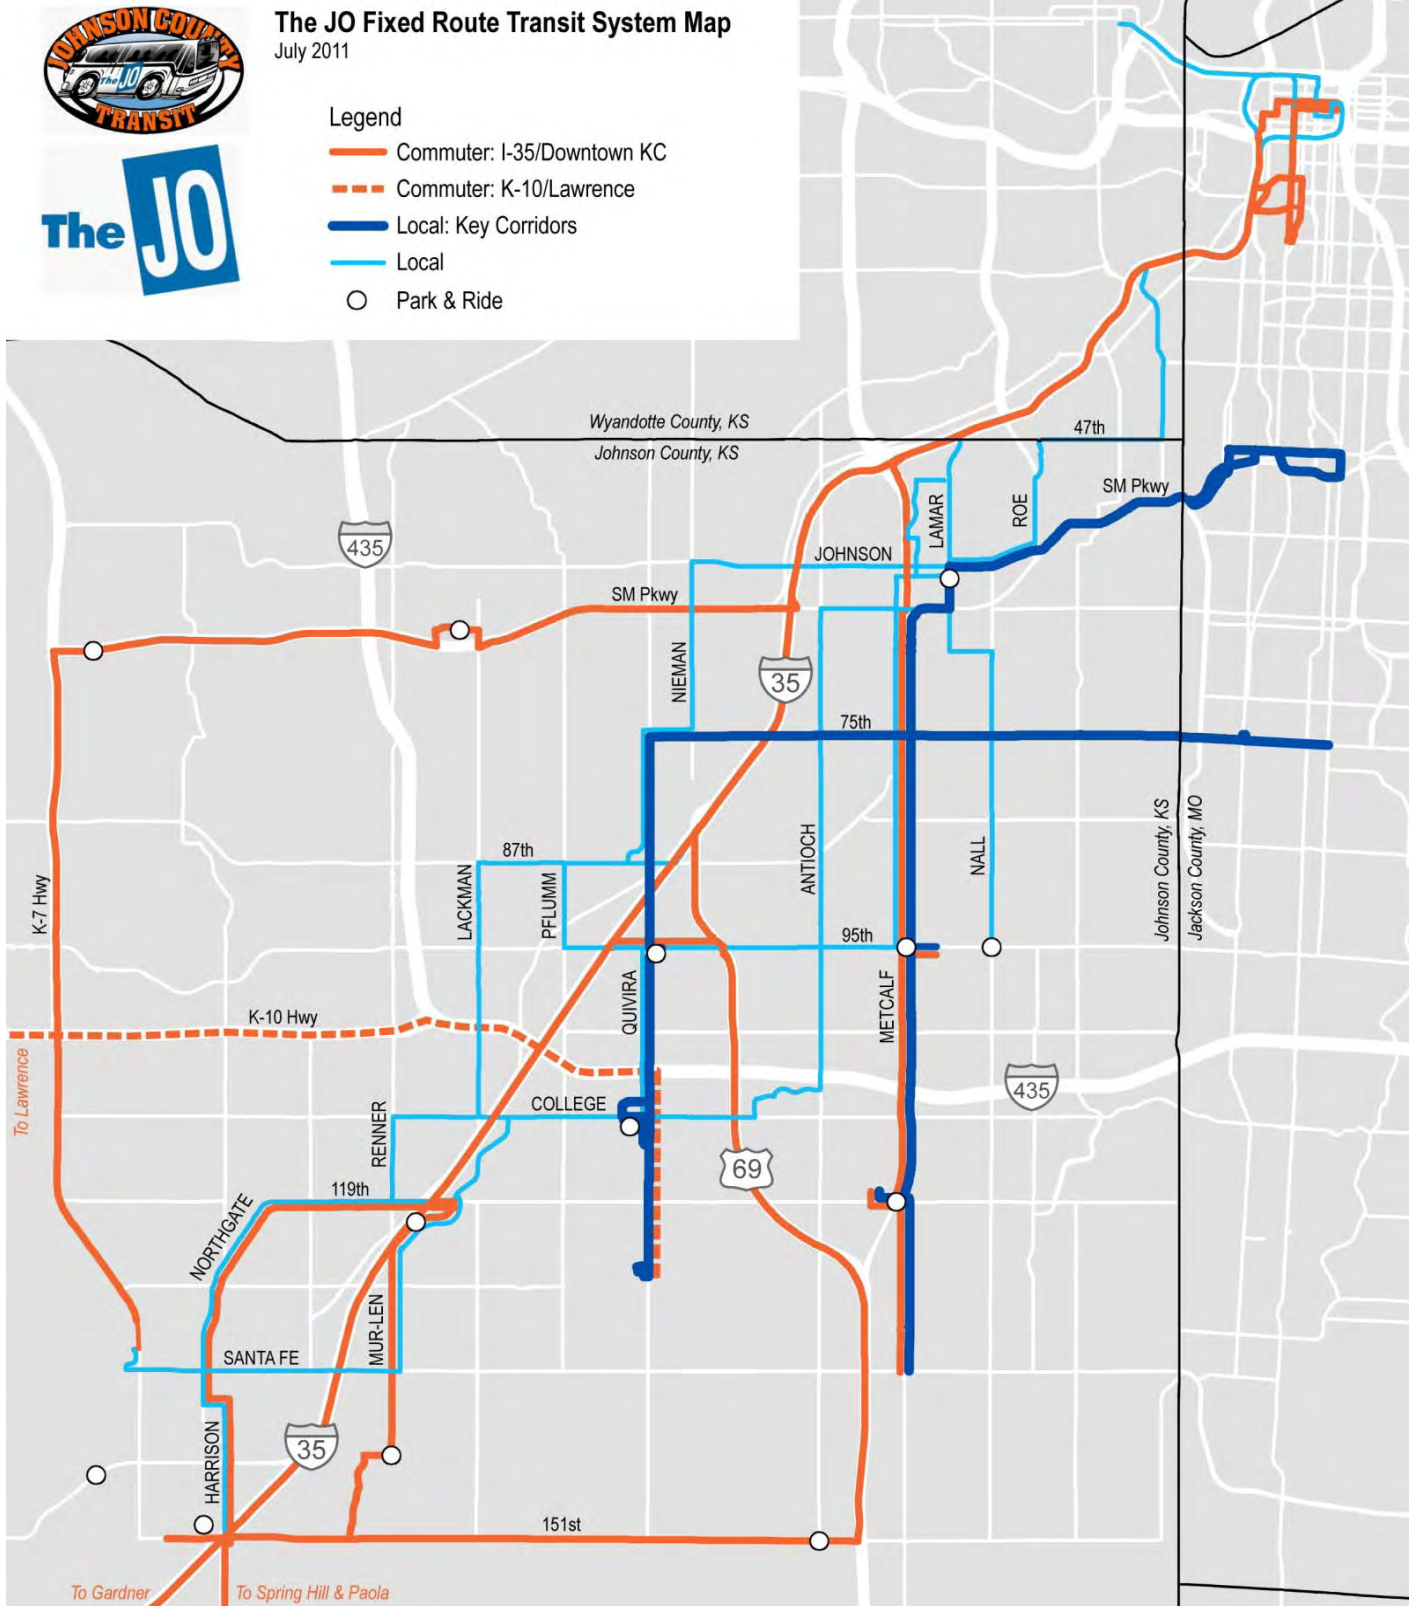 JOHNSON COUNTY
The JO
TRANSIT
The JO
The JO Fixed Route Transit System Map
July 2011
Legend
Commuter: I-35/Downtown KC
Commuter: K-10/Lawrence
Local: Key Corridors
Local
Park & Ride
Wyandotte County, KS
Johnson County, KS
47th
SM Pkwy
LAMAR
ROE
435
JOHNSON
SM Pkwy
NIEMAN
35
75th
Johnson County, KS
Jackson County, MO
87th
LACKMAN
PFLUMM
ANTIOCH
NALL
K-7 Hwy
95th
QUIVIRA
METCALF
K-10 Hwy
To Lawrence
435
COLLEGE
RENNER
69
119th
NORTHGATE
MUR-LEN
SANTA FE
HARRISON
35
151st
To Gardner
To Spring Hill & Paola